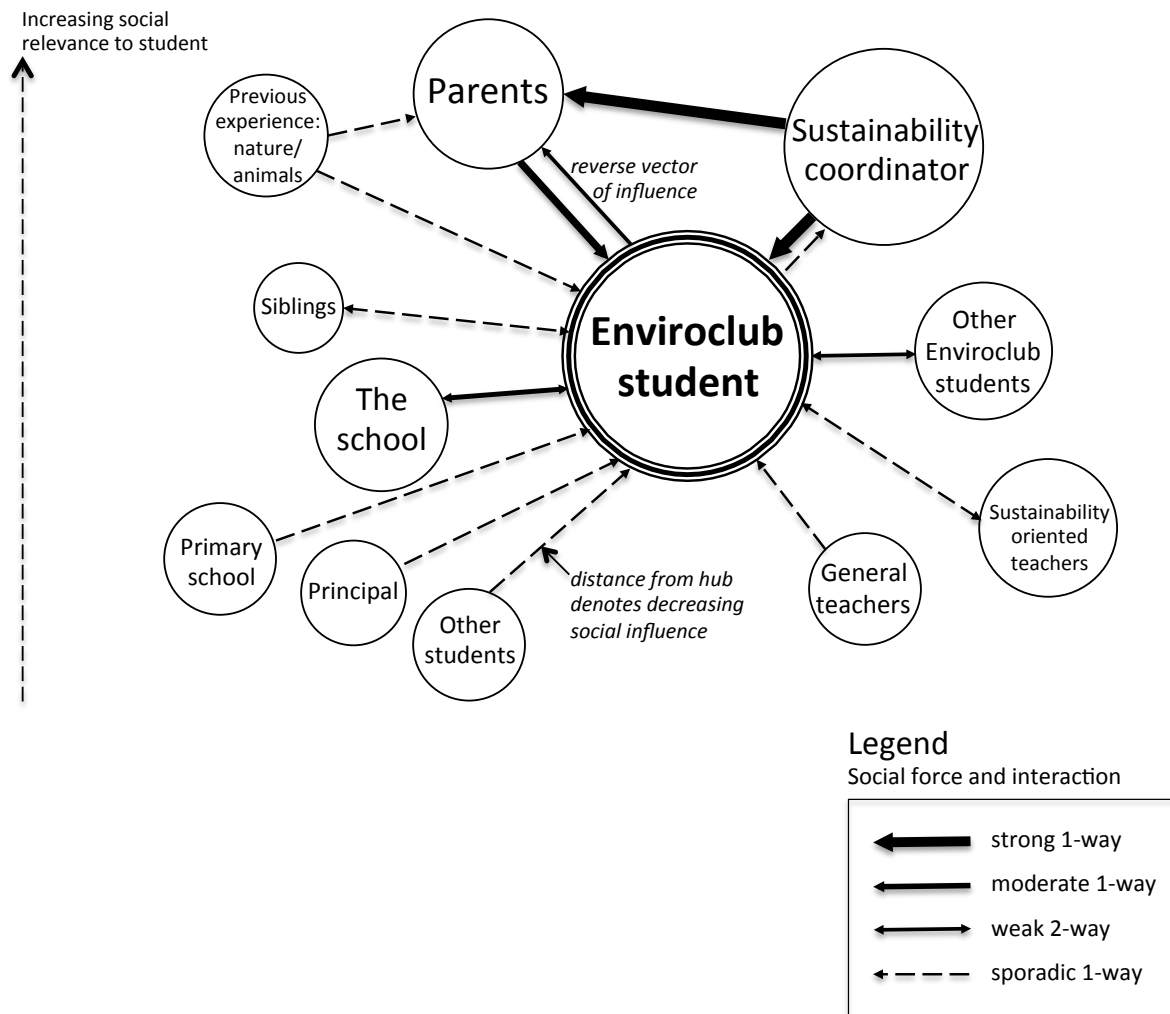 Increasing social
relevance to student
Previous
experience:
nature/
animals
Parents
Sustainability
coordinator
reverse vector
of influence
Siblings
Enviroclub
student
Other
Enviroclub
students
The
school
Primary
school
Principal
Other
students
distance from hub
denotes decreasing
social influence
General
teachers
Sustainability
oriented
teachers
Legend
Social force and interaction
strong 1-way
moderate 1-way
weak 2-way
sporadic 1-way